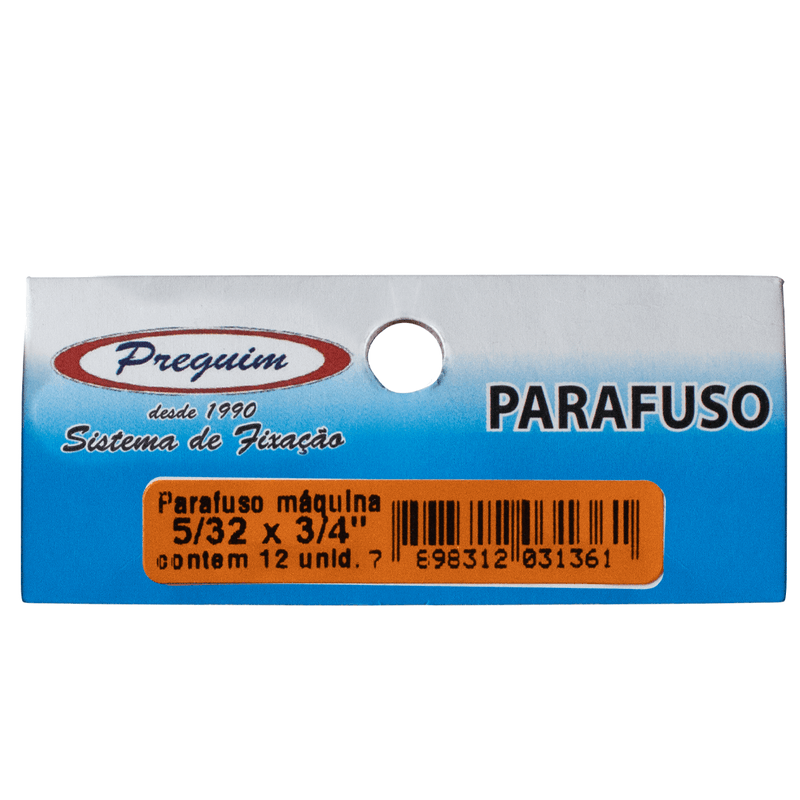 Preguim
desde 1990
Sistema de Fixação
PARAFUSO
Parafuso máquina
5/32 x 3/4"
contem 12 unid.
7 898312 031361